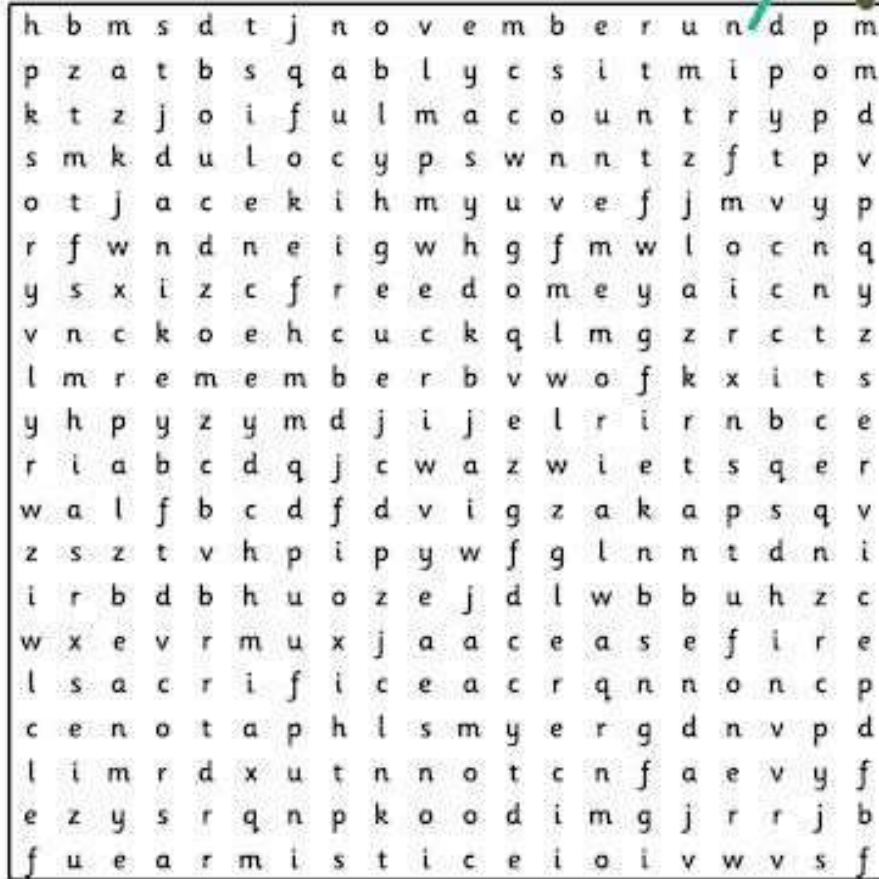 h b m s d t j n o v e m b e r u n d p m
p z a t b s q a b l y c s i t m i p o m
k t z j o i f u l m a c o u n t r y p d
s m k d u l o c y p s w n n t z f t p v
o t j a c e k i h m y u v e f j m v y p
r f w n d n e i g w h g f m w l o c n q
y s x i z c f r e e d o m e y a i c n y
v n c k o e h c u c k q l m g z r c t z
l m r e m e m b e r b v w o f k x i t s
y h p y z y m d j i j e l r i r n b c e
r i a b c d q j c w a z w i e t s q e r
w a l f b c d f d v i g z a k a p s q v
z s z t v h p i p y w f g l n n t d n i
i r b d b h u o z e j d l w b b u h z c
w x e v r m u x j a a c e a s e f i r e
l s a c r i f i c e a c r q n n o n c p
c e n o t a p h l s m y e r g d n v p d
l i m r d x u t n n o t c n f a e v y f
e z y s r q n p k o o d i m g j r r j b
f u e a r m i s t i c e i o i v w v s f